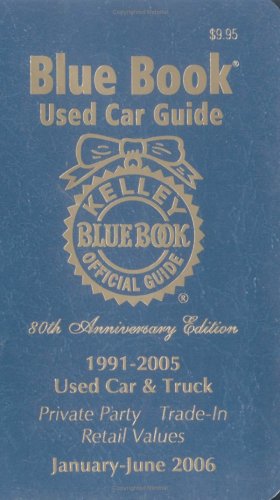 $9.95
Blue Book®
Used Car Guide
KELLEY
BLUE BOOK
OFFICIAL GUIDE
®
80th Anniversary Edition
1991-2005
Used Car & Truck
Private Party Trade-In
Retail Values
January-June 2006